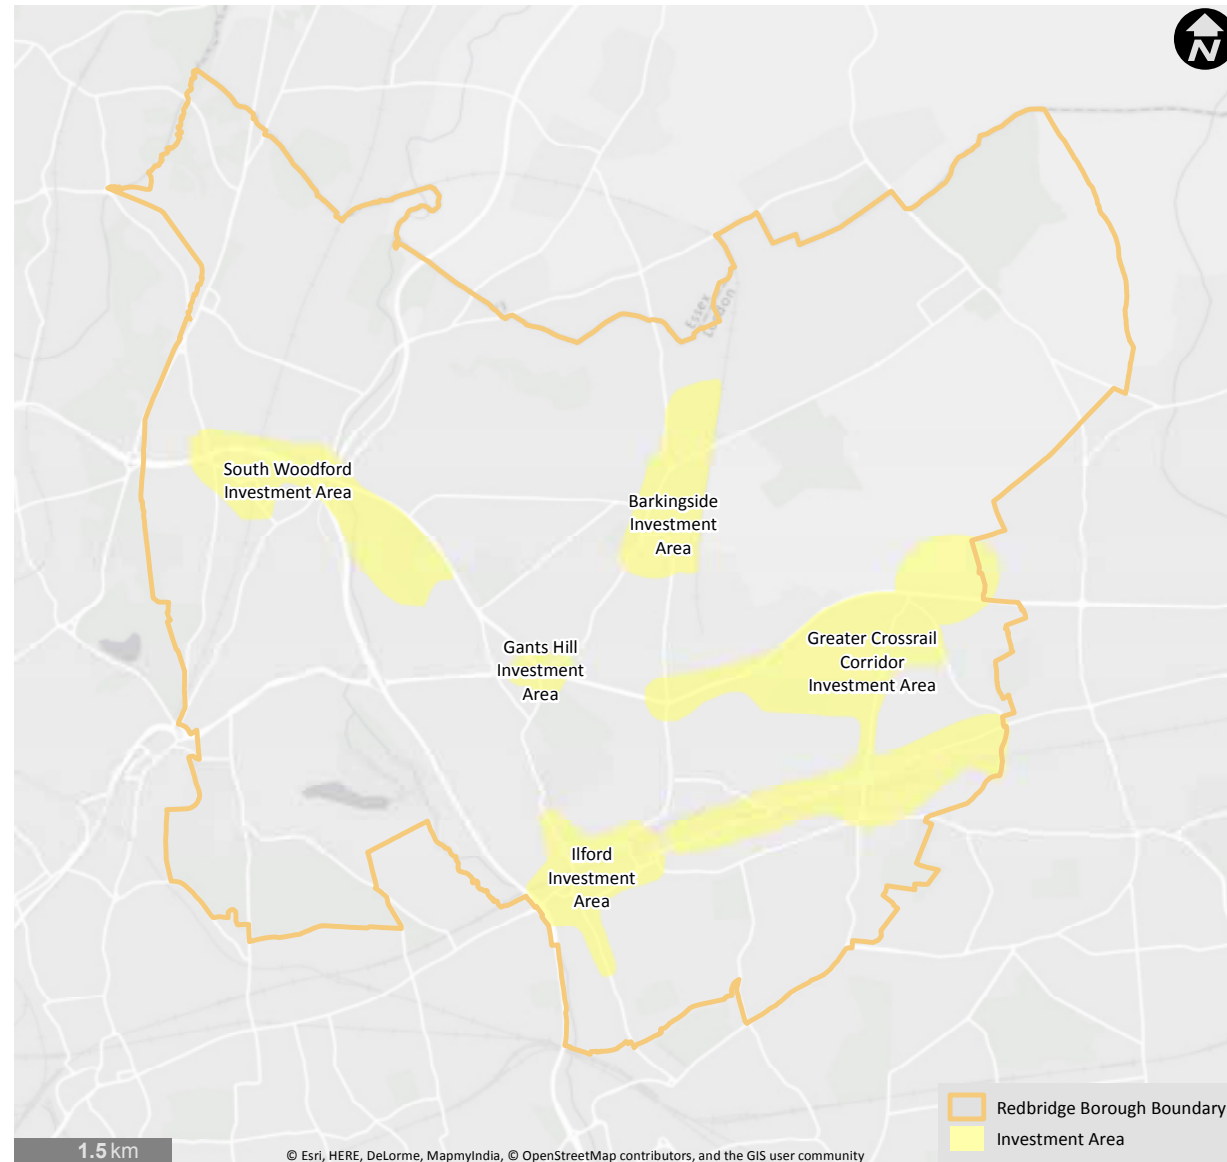 N
Essex
London
South Woodford
Investment Area
Barkingside
Investment
Area
Gants Hill
Investment
Area
Greater Crossrail
Corridor
Investment Area
Ilford
Investment
Area
Redbridge Borough Boundary
Investment Area
1.5 km
© Esri, HERE, DeLorme, MapmyIndia, © OpenStreetMap contributors, and the GIS user community